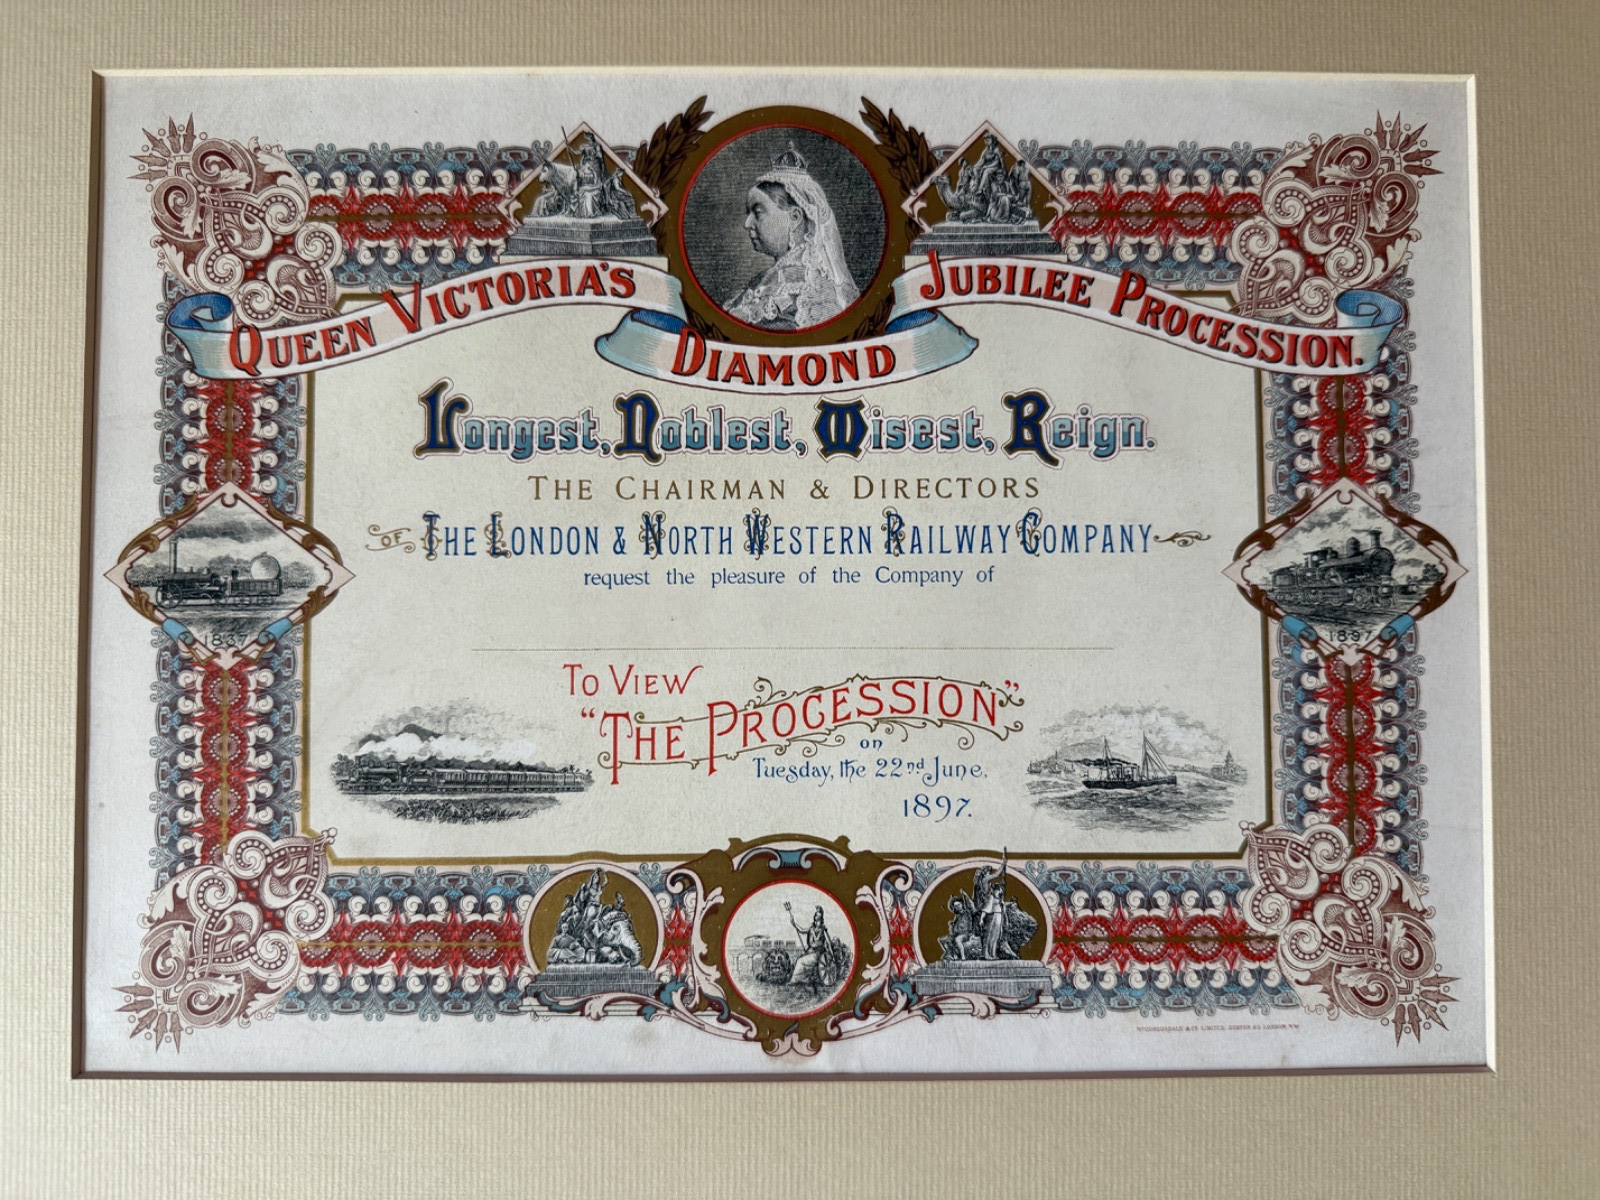 QUEEN VICTORIA'S DIAMOND JUBILEE PROCESSION.
Longest, Noblest, Wisest, Reign.
THE CHAIRMAN & DIRECTORS
OF THE LONDON & NORTH WESTERN RAILWAY COMPANY
request the pleasure of the Company of
1837
1897
TO VIEW
"THE PROCESSION"
on
Tuesday, the 22nd June,
1897.